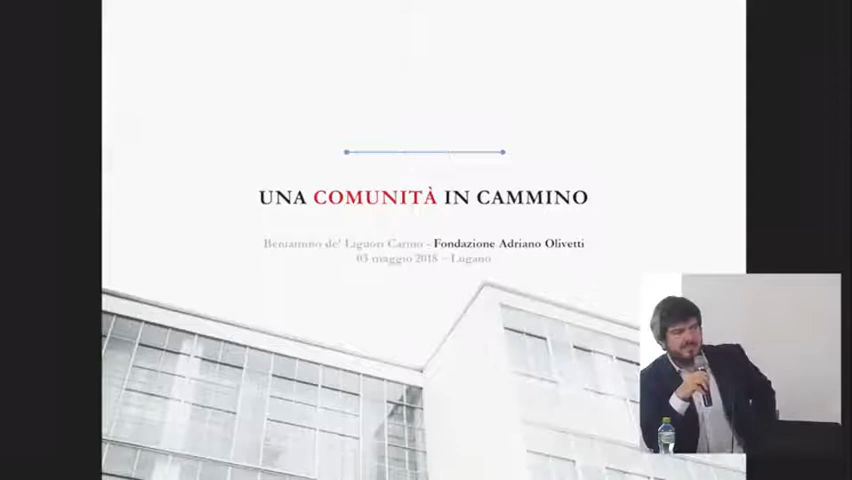 UNA COMUNITÀ IN CAMMINO
Beniamino de' Liguori Carino - Fondazione Adriano Olivetti
03 maggio 2018 – Lugano